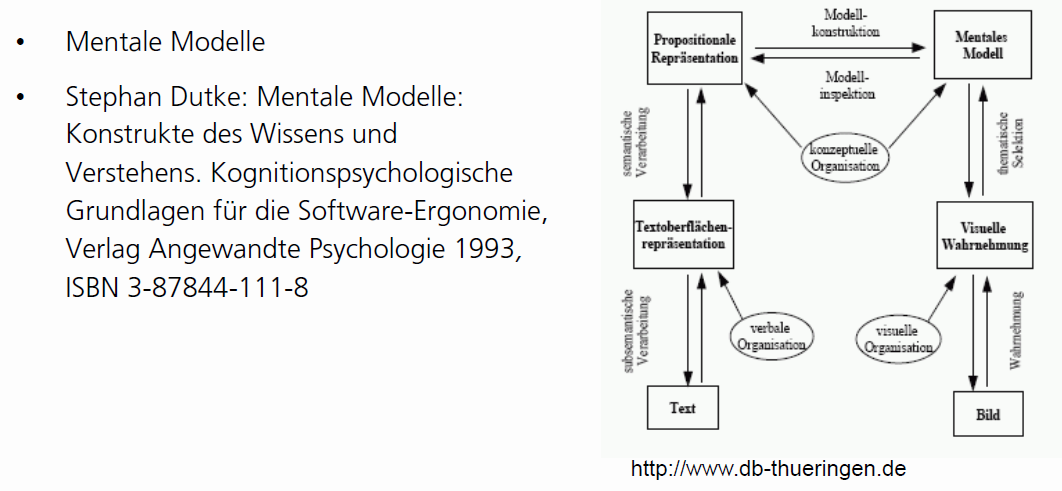 • Mentale Modelle
• Stephan Dutke: Mentale Modelle:
Konstrukte des Wissens und
Verstehens. Kognitionspsychologische
Grundlagen für die Software-Ergonomie,
Verlag Angewandte Psychologie 1993,
ISBN 3-87844-111-8
Propositionale
Repräsentation
Modell-
konstruktion
Modell-
inspektion
Mentales
Modell
semantische
Verarbeitung
konzeptuelle
Organisation
thematische
Selektion
Textoberflächen-
repräsentation
Visuelle
Wahrnehmung
subsemantische
Verarbeitung
verbale
Organisation
visuelle
Organisation
Wahrnehmung
Text
Bild
http://www.db-thueringen.de